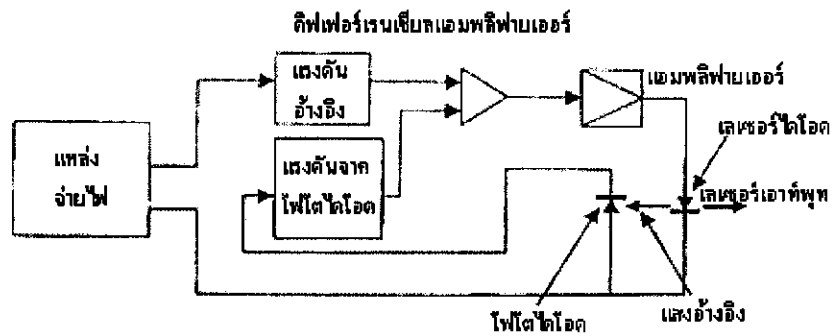 ดิฟเฟอร์เรนเชียลแอมพลิฟายเออร์
แรงดัน
อ้างอิง
แอมพลิฟายเออร์
เลเซอร์ไดโอด
แหล่ง
จ่ายไฟ
แรงดันจาก
โฟโตไดโอด
เลเซอร์เอาท์พุท
โฟโตไดโอด
แสงอ้างอิง